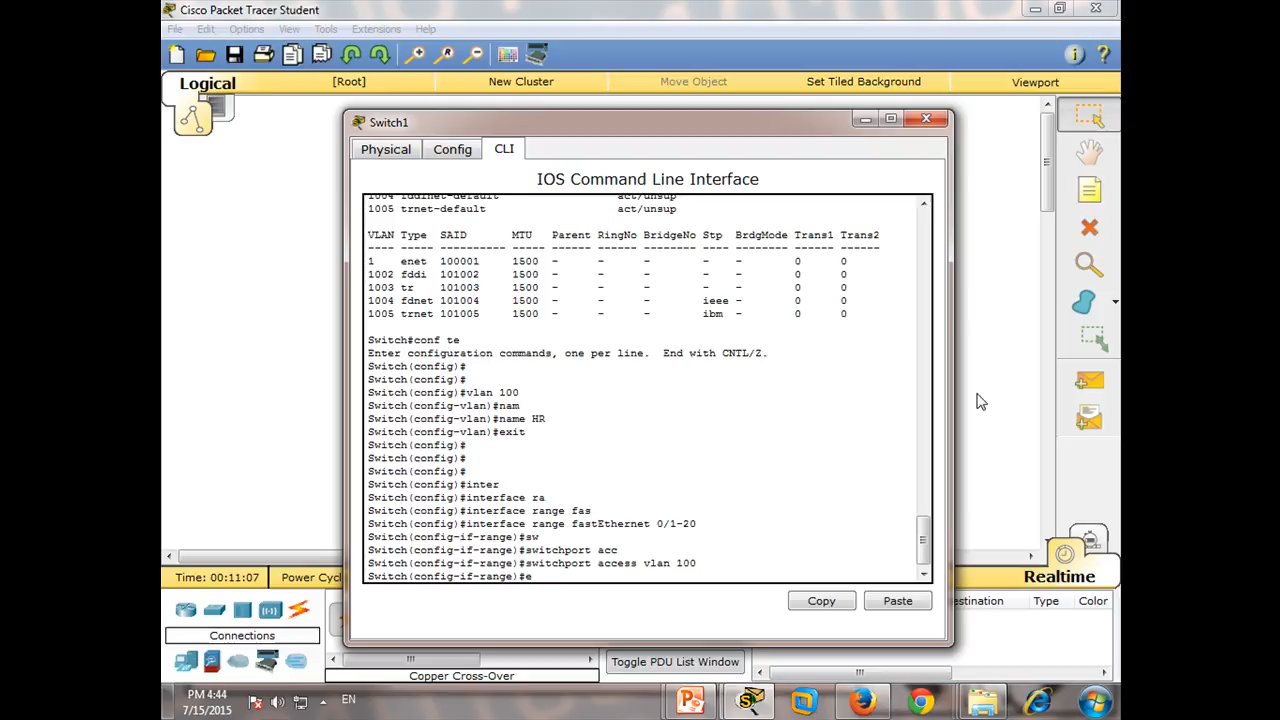 Cisco Packet Tracer Student
File Edit Options View Tools Extensions Help
Logical [Root] New Cluster Move Object Set Tiled Background Viewport
Switch1
Physical Config CLI
IOS Command Line Interface
1004 fddinet-default act/unsup
1005 trnet-default act/unsup
VLAN Type SAID MTU Parent RingNo BridgeNo Stp BrdgMode Trans1 Trans2
---- ----- ---------- ----- ------ ------ -------- ---- -------- ------ ------
1 enet 100001 1500 - - - - - 0 0
1002 fddi 101002 1500 - - - - - 0 0
1003 tr 101003 1500 - - - - - 0 0
1004 fdnet 101004 1500 - - - ieee - 0 0
1005 trnet 101005 1500 - - - ibm - 0 0
Switch#conf te
Enter configuration commands, one per line. End with CNTL/Z.
Switch(config)#
Switch(config)#
Switch(config)#vlan 100
Switch(config-vlan)#nam
Switch(config-vlan)#name HR
Switch(config-vlan)#exit
Switch(config)#
Switch(config)#
Switch(config)#
Switch(config)#inter
Switch(config)#interface ra
Switch(config)#interface range fas
Switch(config)#interface range fastEthernet 0/1-20
Switch(config-if-range)#sw
Switch(config-if-range)#switchport acc
Switch(config-if-range)#switchport access vlan 100
Switch(config-if-range)#e
Copy Paste
Time: 00:11:07 Power Cyc
Realtime
estination Type Color
Connections
Copper Cross-Over
Toggle PDU List Window
PM 4:44
7/15/2015
EN